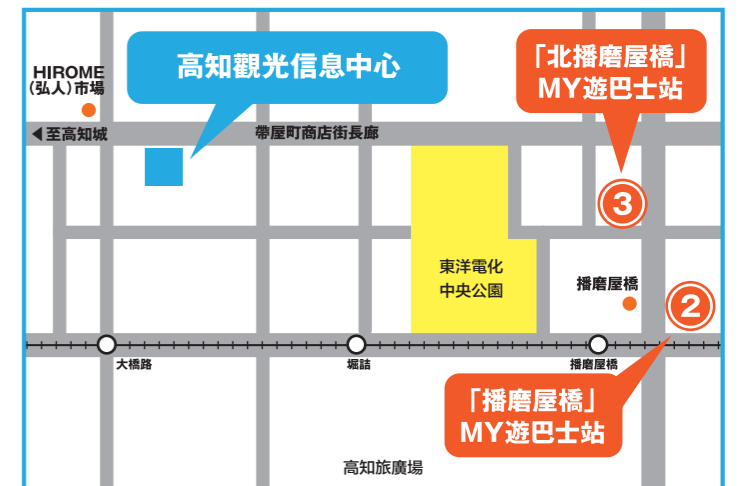 高知觀光信息中心
「北播磨屋橋」
MY遊巴士站
HIROME
(弘人)市場
◀至高知城
帶屋町商店街長廊
3
東洋電化
中央公園
播磨屋橋
2
大橋路
堀詰
播磨屋橋
「播磨屋橋」
MY遊巴士站
高知旅廣場